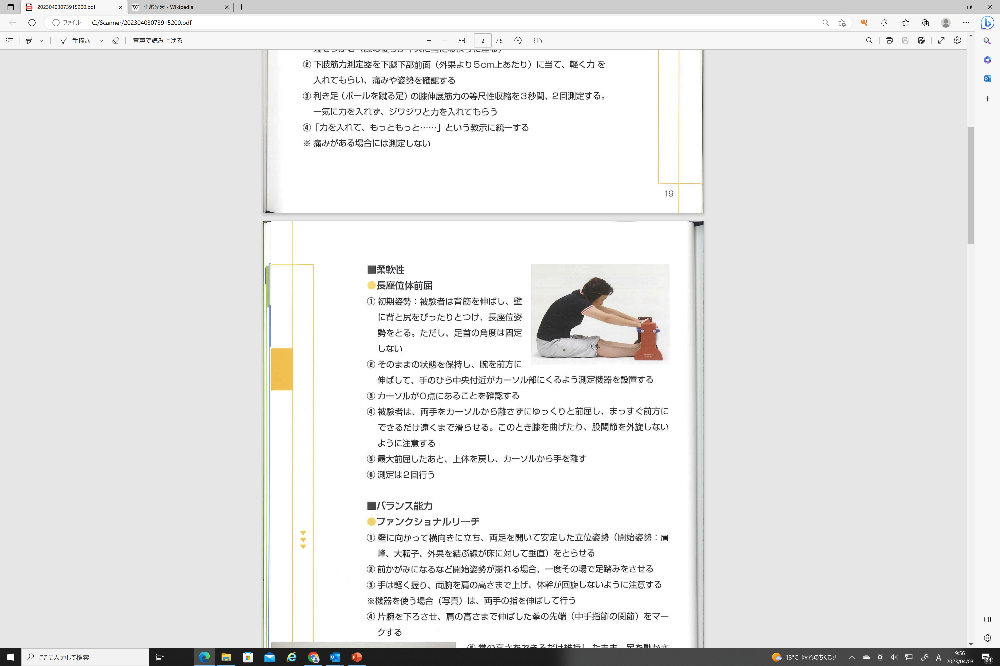 20230403073915200.pdf
牛尾光宏 - Wikipedia
ファイル
C:/Scanner/20230403073915200.pdf
手描き
音声で読み上げる
2 / 5
② 下肢筋力測定器を下腿下部前面（外果より５cm上あたり）に当て、軽く力を
入れてもらい、痛みや姿勢を確認する
③ 利き足（ボールを蹴る足）の膝伸展筋力の等尺性収縮を３秒間、２回測定する。
一気に力を入れず、ジワジワと力を入れてもらう
④「力を入れて、もっともっと……」という教示に統一する
※ 痛みがある場合には測定しない
19
■柔軟性
●長座位体前屈
① 初期姿勢：被験者は背筋を伸ばし、壁
に背と尻をぴったりとつけ、長座位姿
勢をとる。ただし、足首の角度は固定
しない
② そのままの状態を保持し、腕を前方に
伸ばして、手のひら中央付近がカーソル部にくるよう測定機器を設置する
③ カーソルが０点にあることを確認する
④ 被験者は、両手をカーソルから離さずにゆっくりと前屈し、まっすぐ前方に
できるだけ遠くまで滑らせる。このとき膝を曲げたり、股関節を外旋しない
ように注意する
⑤ 最大前屈したあと、上体を戻し、カーソルから手を離す
⑥ 測定は２回行う
■バランス能力
●ファンクショナルリーチ
① 壁に向かって横向きに立ち、両足を開いて安定した立位姿勢（開始姿勢：肩
峰、大転子、外果を結ぶ線が床に対して垂直）をとらせる
② 前かがみになるなど開始姿勢が崩れる場合、一度その場で足踏みをさせる
③ 手は軽く握り、両腕を肩の高さまで上げ、体幹が回旋しないように注意する
※機器を使う場合（写真）は、両手の指を伸ばして行う
④ 片腕を下ろさせ、肩の高さまで伸ばした拳の先端（中手指節の関節）をマー
クする
⑤ 拳の高さをできるだけ維持したまま、足を動かさ
ここに入力して検索
13°C 晴れのちくもり
A
9:56
2023/04/03
24